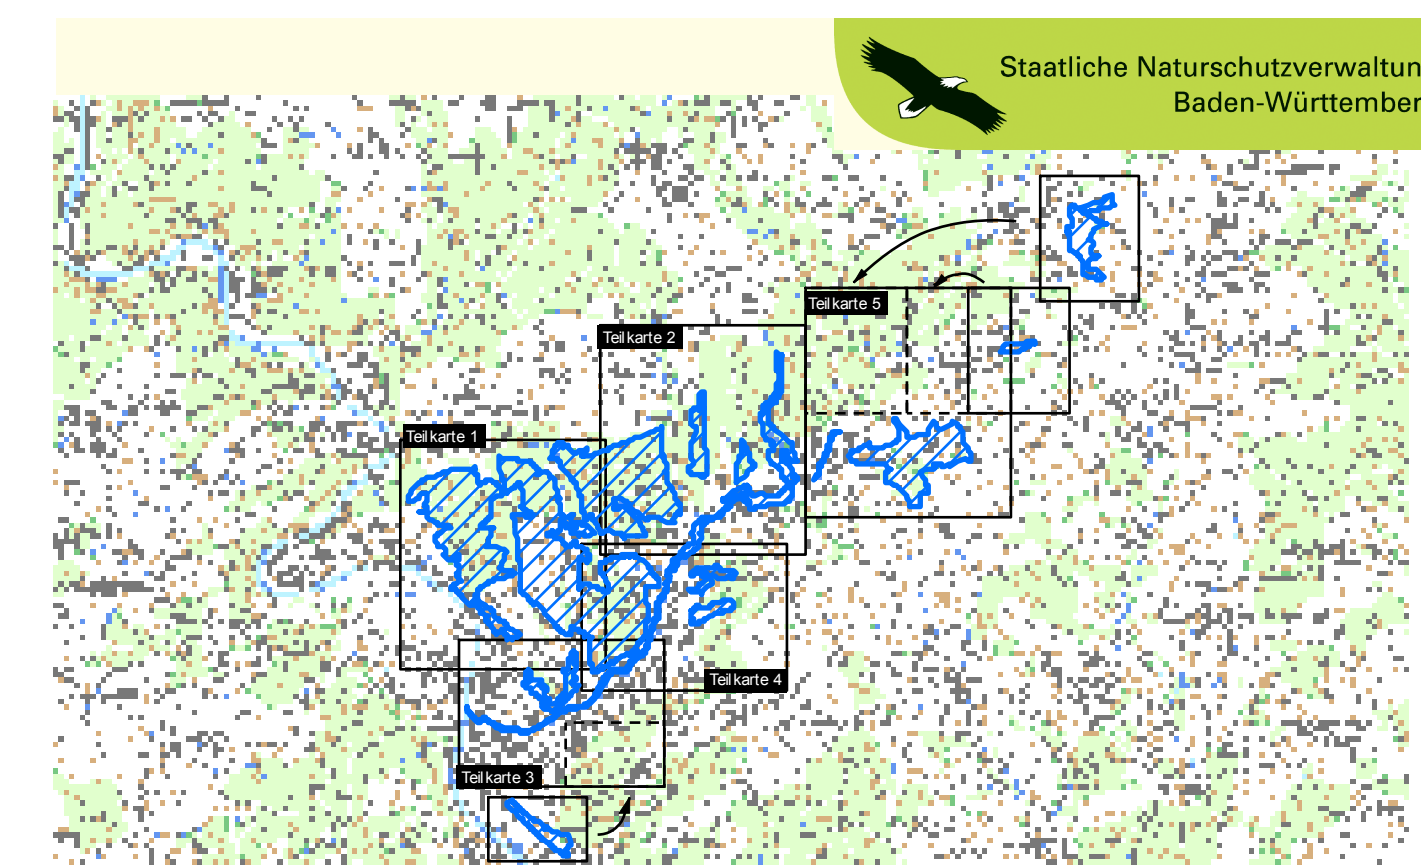 Staatliche Naturschutzverwaltun
Baden-Württember
Teilkarte 5
Teilkarte 2
Teilkarte 1
Teilkarte 4
Teilkarte 3